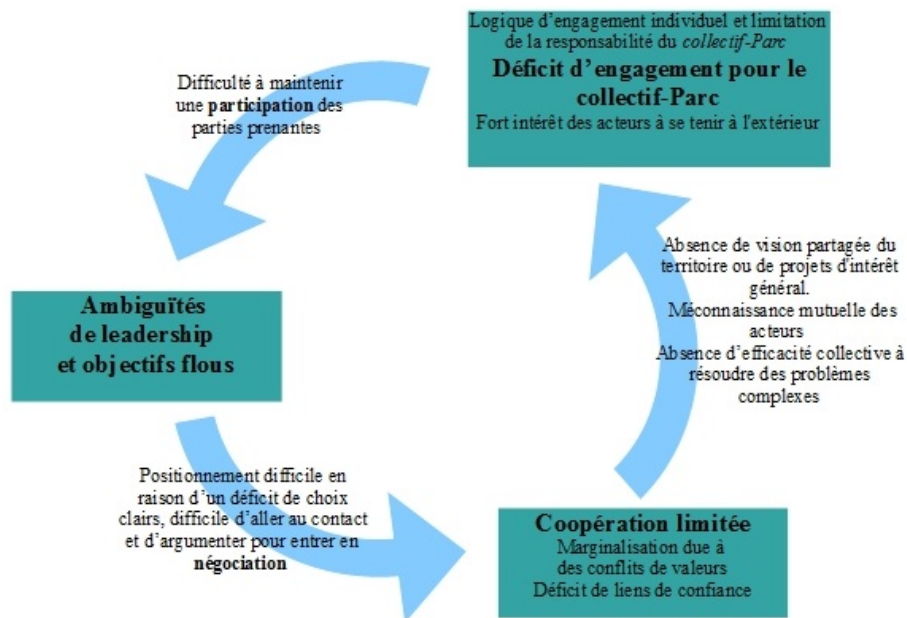 Logique d'engagement individuel et limitation
de la responsabilité du collectif-Parc
Déficit d'engagement pour le
collectif-Parc
Fort intérêt des acteurs à se tenir à l'extérieur
Difficulté à maintenir
une participation des
parties prenantes
Ambiguïtés
de leadership
et objectifs flous
Absence de vision partagée du
territoire ou de projets d'intérêt
général.
Méconnaissance mutuelle des
acteurs
Absence d'efficacité collective à
résoudre des problèmes
complexes
Positionnement difficile en
raison d'un déficit de choix
clairs, difficile d'aller au contact
et d'argumenter pour entrer en
négociation
Coopération limitée
Marginalisation due à
des conflits de valeurs
Déficit de liens de confiance